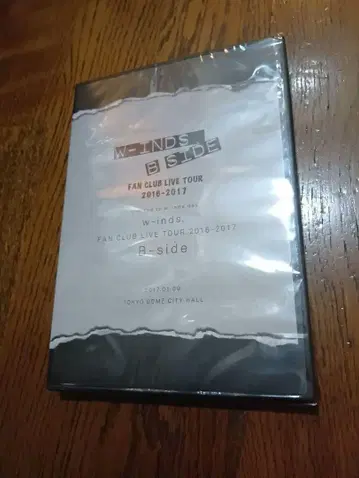 W-INDS.
B SIDE
FAN CLUB LIVE TOUR
2016-2017
w-inds.
FAN CLUB LIVE TOUR 2016-2017
B-side
TOKYO DOME CITY HALL